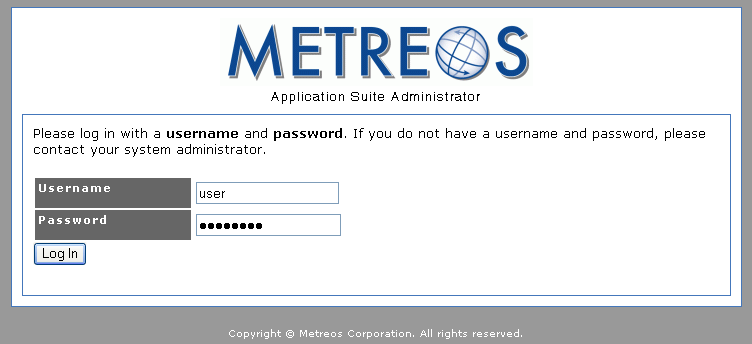 METREOS
Application Suite Administrator
Please log in with a username and password. If you do not have a username and password, please
contact your system administrator.
Username
user
Password
••••••••
Log In
Copyright © Metreos Corporation. All rights reserved.